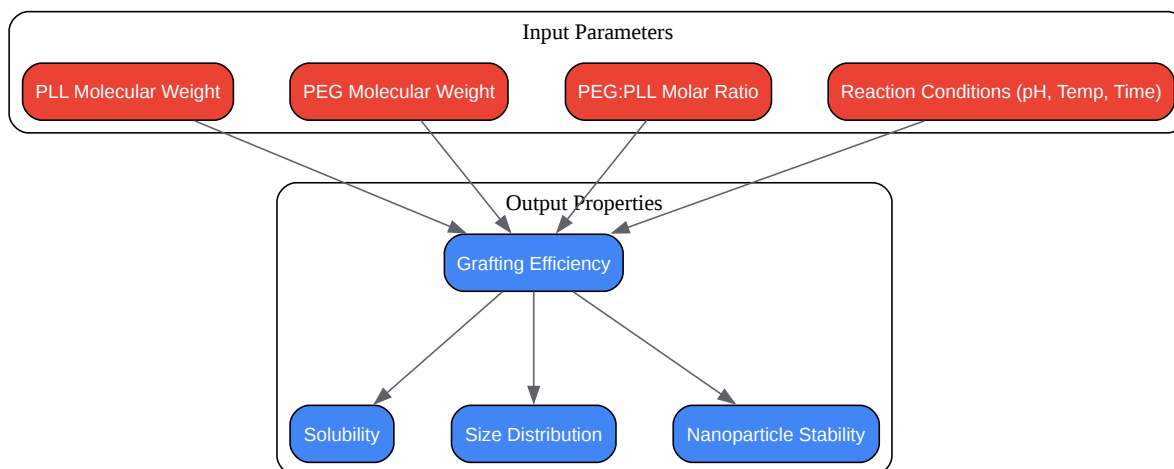 Input Parameters
PLL Molecular Weight
PEG Molecular Weight
PEG:PLL Molar Ratio
Reaction Conditions (pH, Temp, Time)
Output Properties
Grafting Efficiency
Solubility
Size Distribution
Nanoparticle Stability